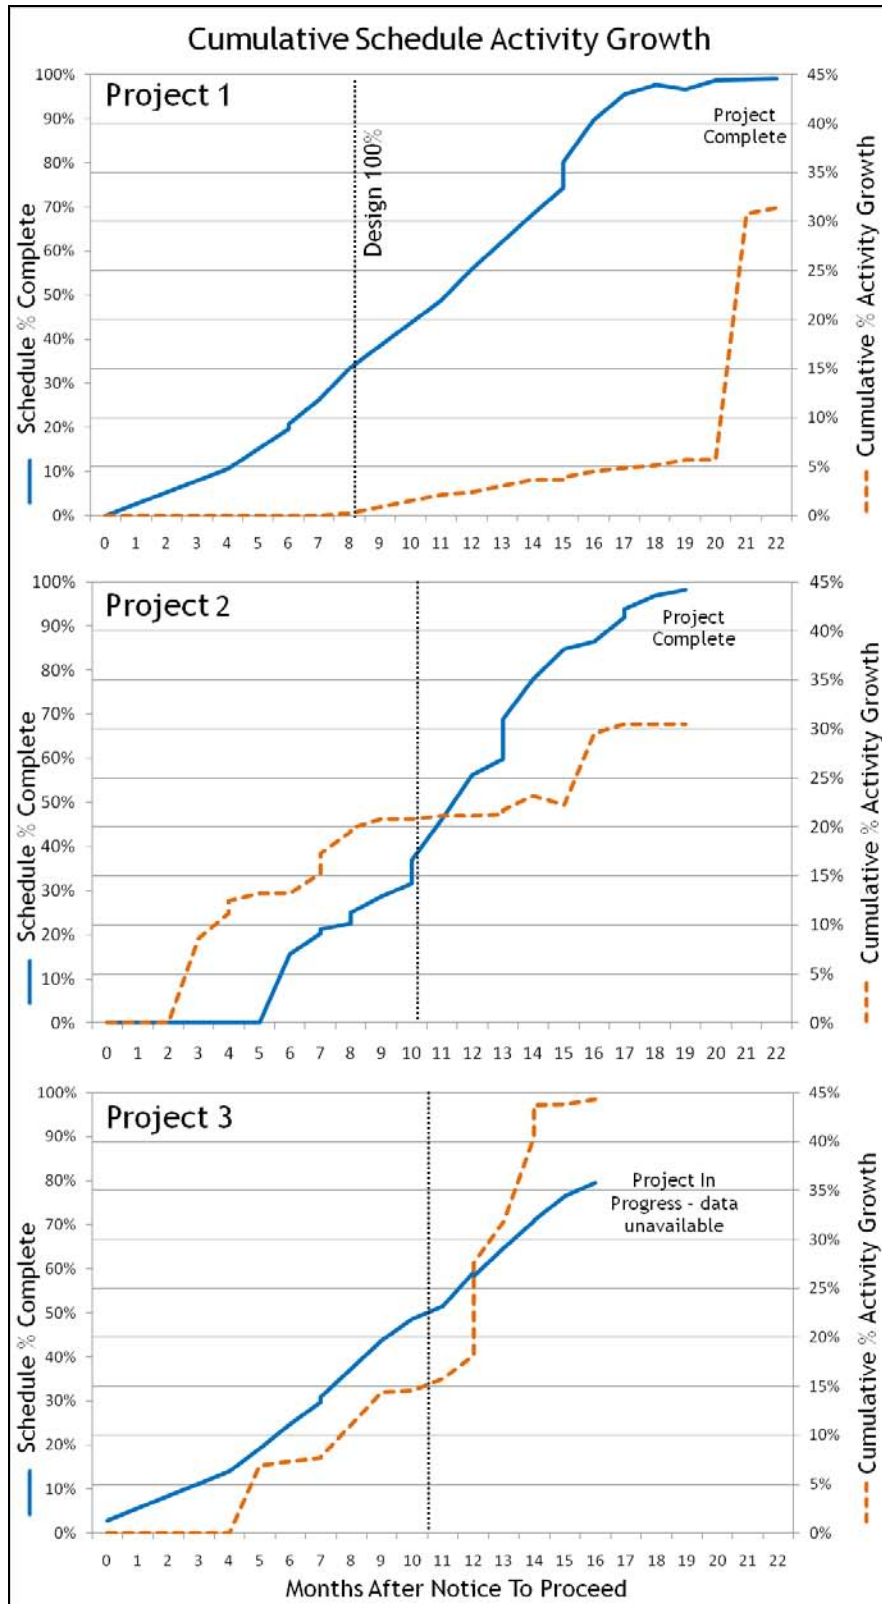 Cumulative Schedule Activity Growth
Project 1
Project
Complete
Design 100%
Schedule % Complete
Cumulative % Activity Growth
100%
90%
80%
70%
60%
50%
40%
30%
20%
10%
0%
45%
40%
35%
30%
25%
20%
15%
10%
5%
0%
0 1 2 3 4 5 6 7 8 9 10 11 12 13 14 15 16 17 18 19 20 21 22
Project 2
Project
Complete
Schedule % Complete
Cumulative % Activity Growth
100%
90%
80%
70%
60%
50%
40%
30%
20%
10%
0%
45%
40%
35%
30%
25%
20%
15%
10%
5%
0%
0 1 2 3 4 5 6 7 8 9 10 11 12 13 14 15 16 17 18 19 20 21 22
Project 3
Project In
Progress - data
unavailable
Schedule % Complete
Cumulative % Activity Growth
100%
90%
80%
70%
60%
50%
40%
30%
20%
10%
0%
45%
40%
35%
30%
25%
20%
15%
10%
5%
0%
0 1 2 3 4 5 6 7 8 9 10 11 12 13 14 15 16 17 18 19 20 21 22
Months After Notice To Proceed